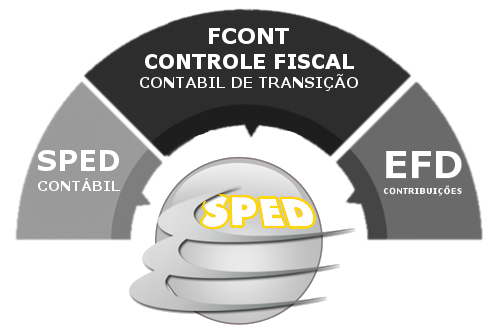 FCONT
CONTROLE FISCAL
CONTABIL DE TRANSIÇÃO
SPED
CONTÁBIL
EFD
CONTRIBUIÇÕES
SPED